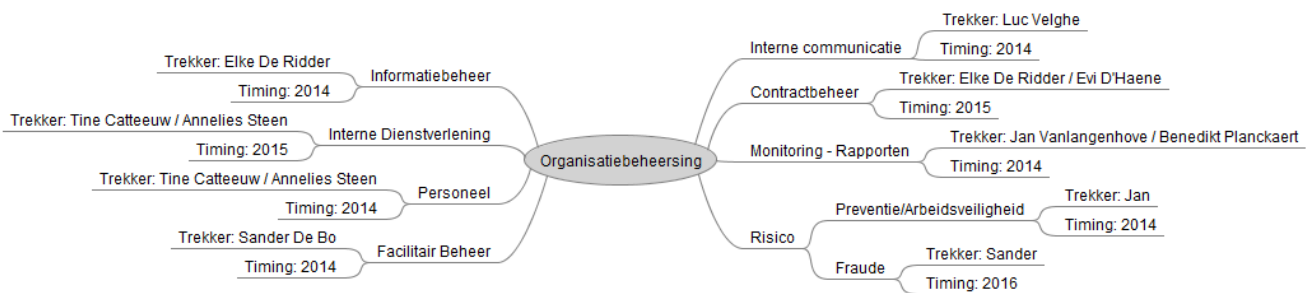 Organisatiebeheersing
Informatiebeheer
Trekker: Elke De Ridder
Timing: 2014
Interne Dienstverlening
Trekker: Tine Catteeuw / Annelies Steen
Timing: 2015
Personeel
Trekker: Tine Catteeuw / Annelies Steen
Timing: 2014
Facilitair Beheer
Trekker: Sander De Bo
Timing: 2014
Interne communicatie
Trekker: Luc Velghe
Timing: 2014
Contractbeheer
Trekker: Elke De Ridder / Evi D'Haene
Timing: 2015
Monitoring - Rapporten
Trekker: Jan Vanlangenhove / Benedikt Planckaert
Timing: 2014
Risico
Preventie/Arbeidsveiligheid
Trekker: Jan
Timing: 2014
Fraude
Trekker: Sander
Timing: 2016